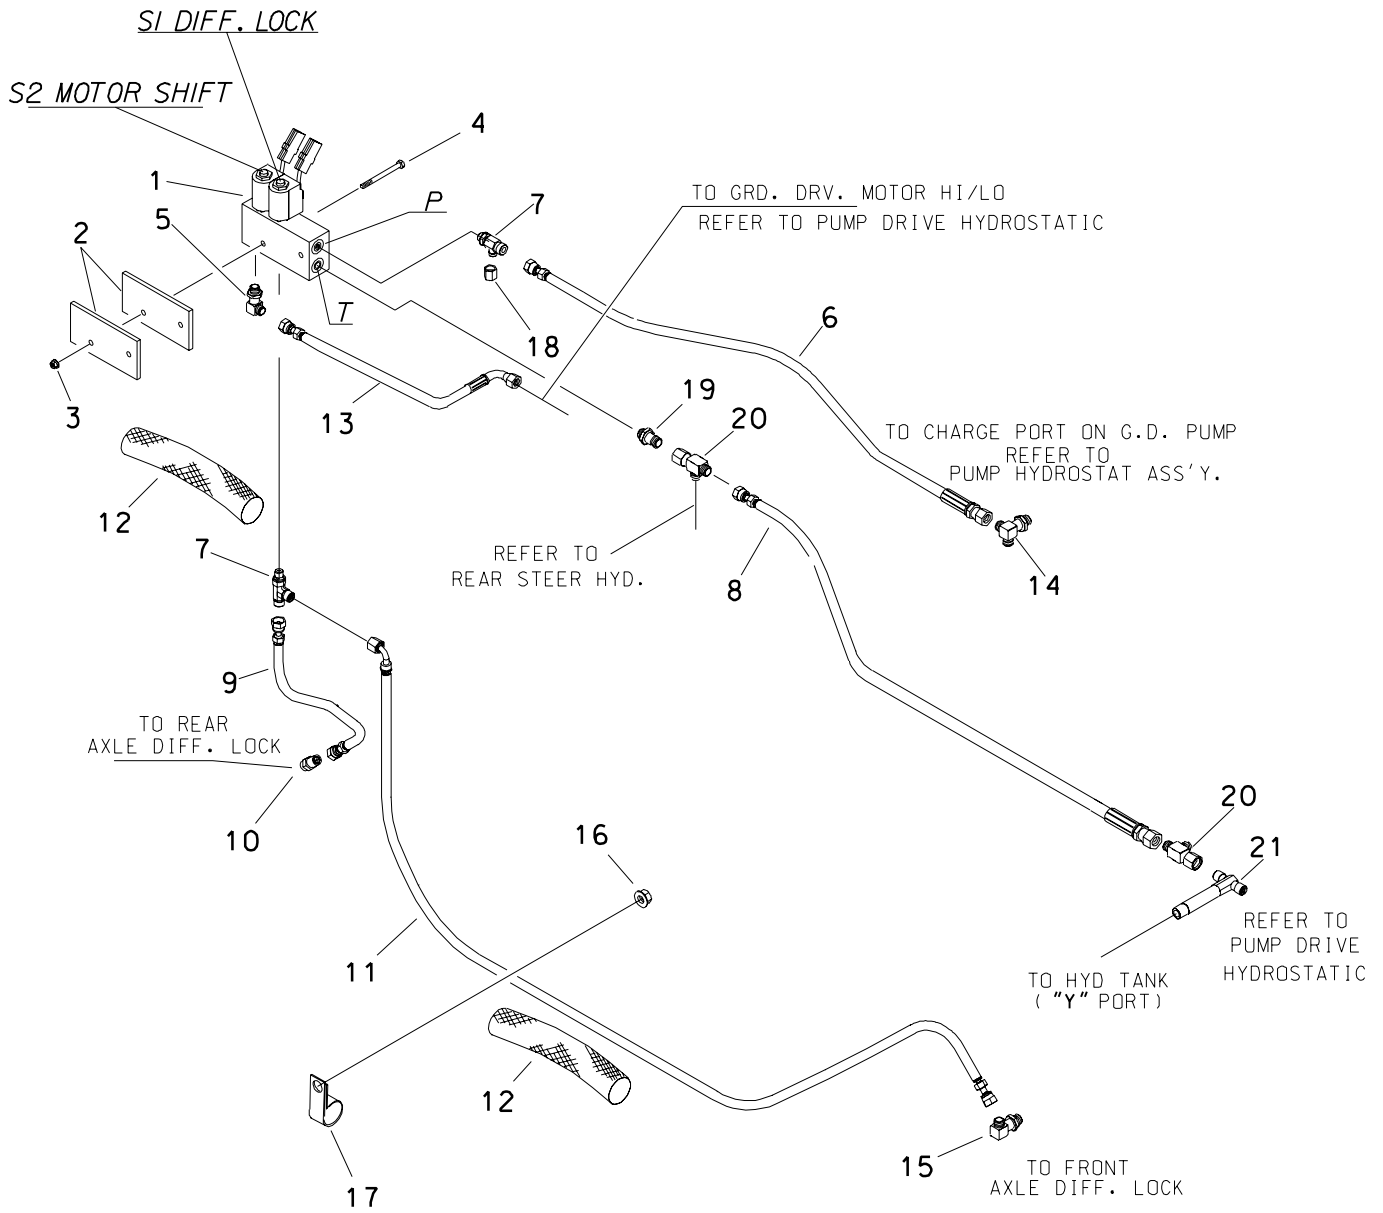 S1 DIFF. LOCK
S2 MOTOR SHIFT
4
1
P
7
TO GRD. DRV. MOTOR HI/LO
REFER TO PUMP DRIVE HYDROSTATIC
5
2
T
18
6
3
13
19
20
TO CHARGE PORT ON G.D. PUMP
REFER TO
PUMP HYDROSTAT ASS'Y.
12
7
REFER TO
REAR STEER HYD.
8
14
9
TO REAR
AXLE DIFF. LOCK
10
16
20
21
11
REFER TO
PUMP DRIVE
HYDROSTATIC
TO HYD TANK
("Y" PORT)
12
15
TO FRONT
AXLE DIFF. LOCK
17